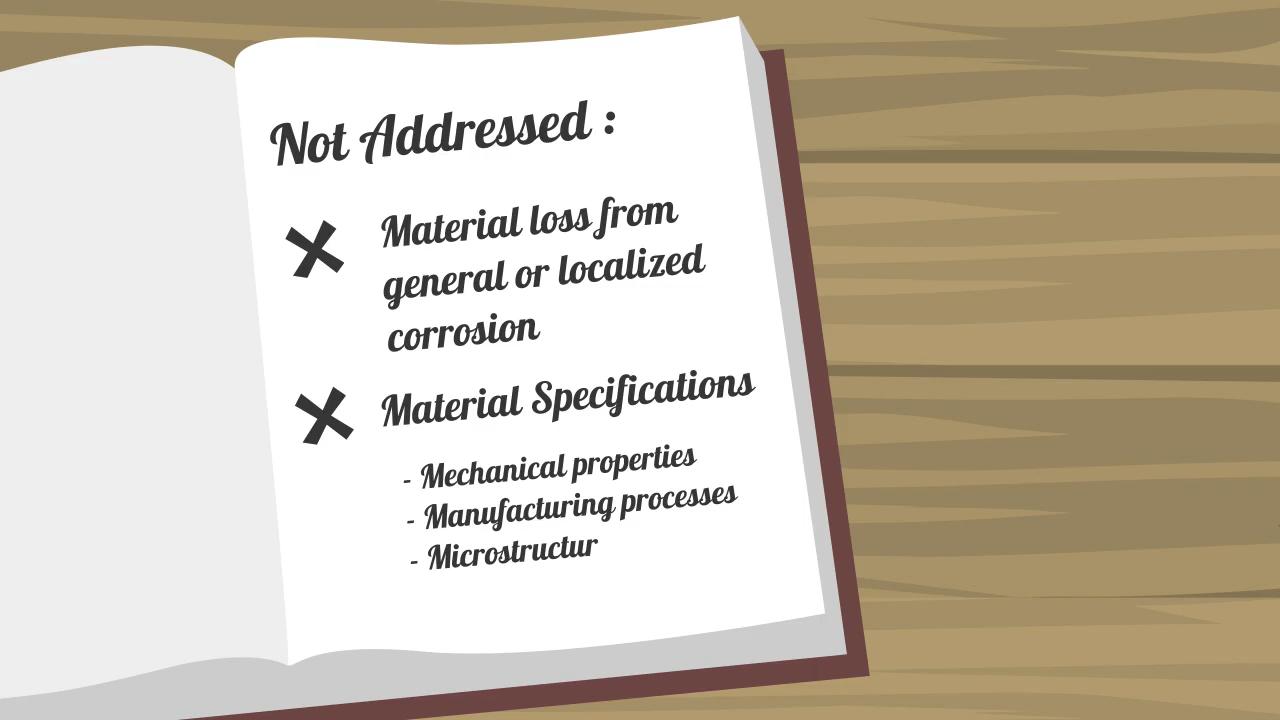 Not Addressed :
Material loss from
general or localized
corrosion
Material Specifications
- Mechanical properties
- Manufacturing processes
- Microstructur